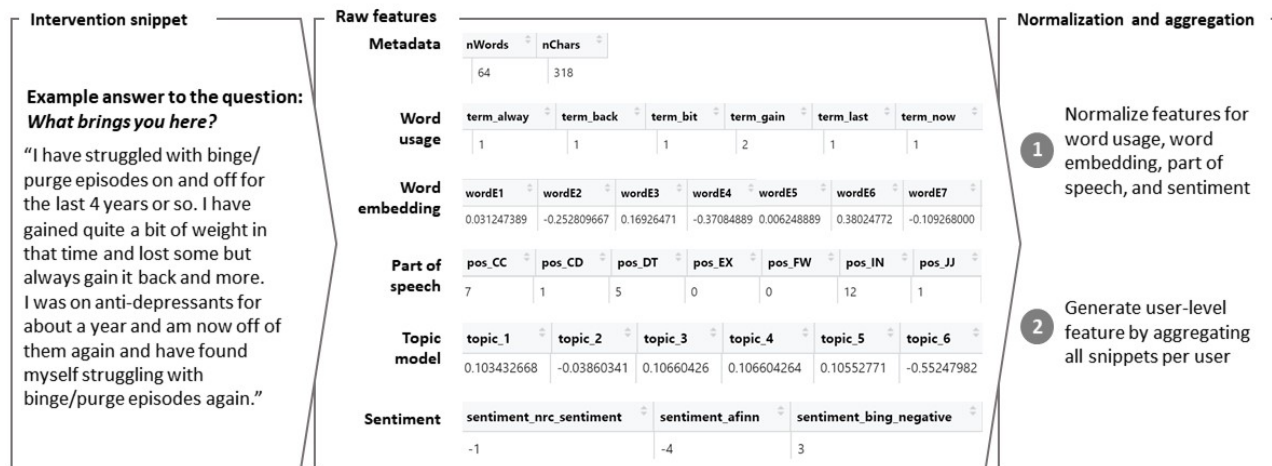 Intervention snippet
Example answer to the question:
What brings you here?
“I have struggled with binge/
purge episodes on and off for
the last 4 years or so. I have
gained quite a bit of weight in
that time and lost some but
always gain it back and more.
I was on anti-depressants for
about a year and am now off of
them again and have found
myself struggling with
binge/purge episodes again.”
Raw features
Metadata
nWords nChars
64 318
Word
usage
term_alway term_back term_bit term_gain term_last term_now
1 1 1 2 1 1
Word
embedding
wordE1 wordE2 wordE3 wordE4 wordE5 wordE6 wordE7
0.031247389 -0.252809667 0.16926471 -0.37084889 0.006248889 0.38024772 -0.109268000
Part of
speech
pos_CC pos_CD pos_DT pos_EX pos_FW pos_IN pos_JJ
7 1 5 0 0 12 1
Topic
model
topic_1 topic_2 topic_3 topic_4 topic_5 topic_6
0.103432668 -0.03860341 0.10660426 0.106604264 0.10552771 -0.55247982
Sentiment
sentiment_nrc_sentiment sentiment_afinn sentiment_bing_negative
-1 -4 3
Normalization and aggregation
1
Normalize features for
word usage, word
embedding, part of
speech, and sentiment
2
Generate user-level
feature by aggregating
all snippets per user